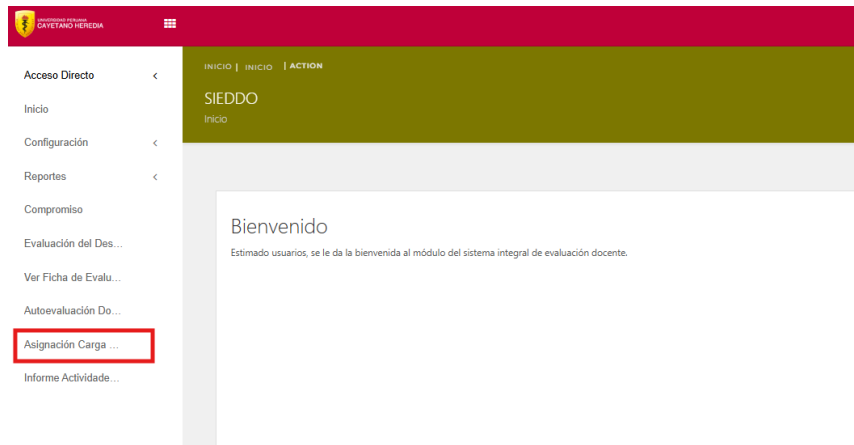 UNIVERSIDAD PERUANA
CAYETANO HEREDIA
Acceso Directo
Inicio
Configuración
Reportes
Compromiso
Evaluación del Des...
Ver Ficha de Evalu...
Autoevaluación Do...
Asignación Carga ...
Informe Actividade...
INICIO | INICIO | ACTION
SIEDDO
Inicio
Bienvenido
Estimado usuarios, se le da la bienvenida al módulo del sistema integral de evaluación docente.